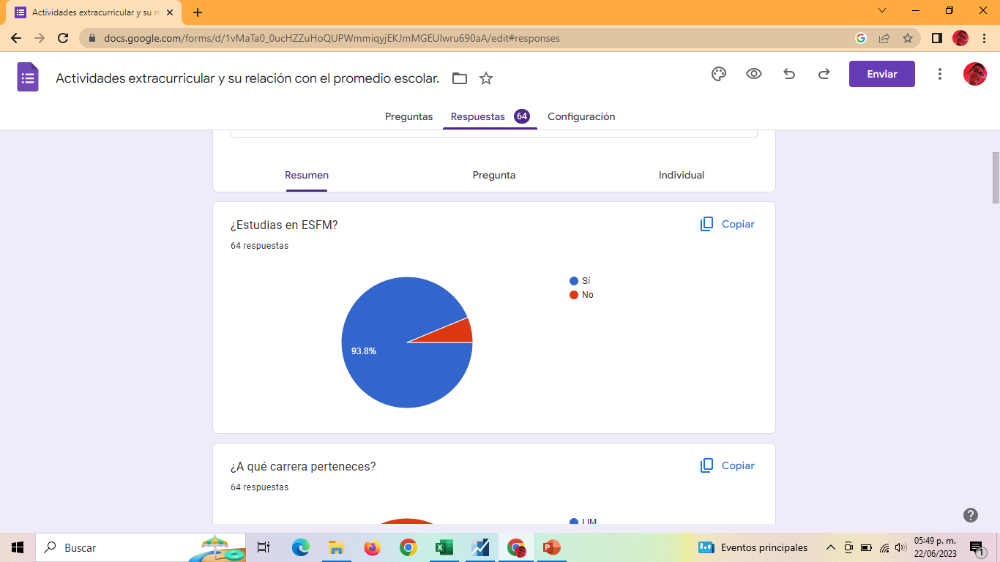 Actividades extracurricular y su re
docs.google.com/forms/d/1vMaTa0_0ucHZZuHoQUPWmmiqyjEKJmMGEUIwru690aA/edit#responses
Actividades extracurricular y su relación con el promedio escolar.
Enviar
Preguntas Respuestas 64 Configuración
Resumen Pregunta Individual
¿Estudias en ESFM? Copiar
64 respuestas
Sí
No
93.8%
¿A qué carrera perteneces? Copiar
64 respuestas
LIM
Buscar Eventos principales 05:49 p. m.
22/06/2023
1